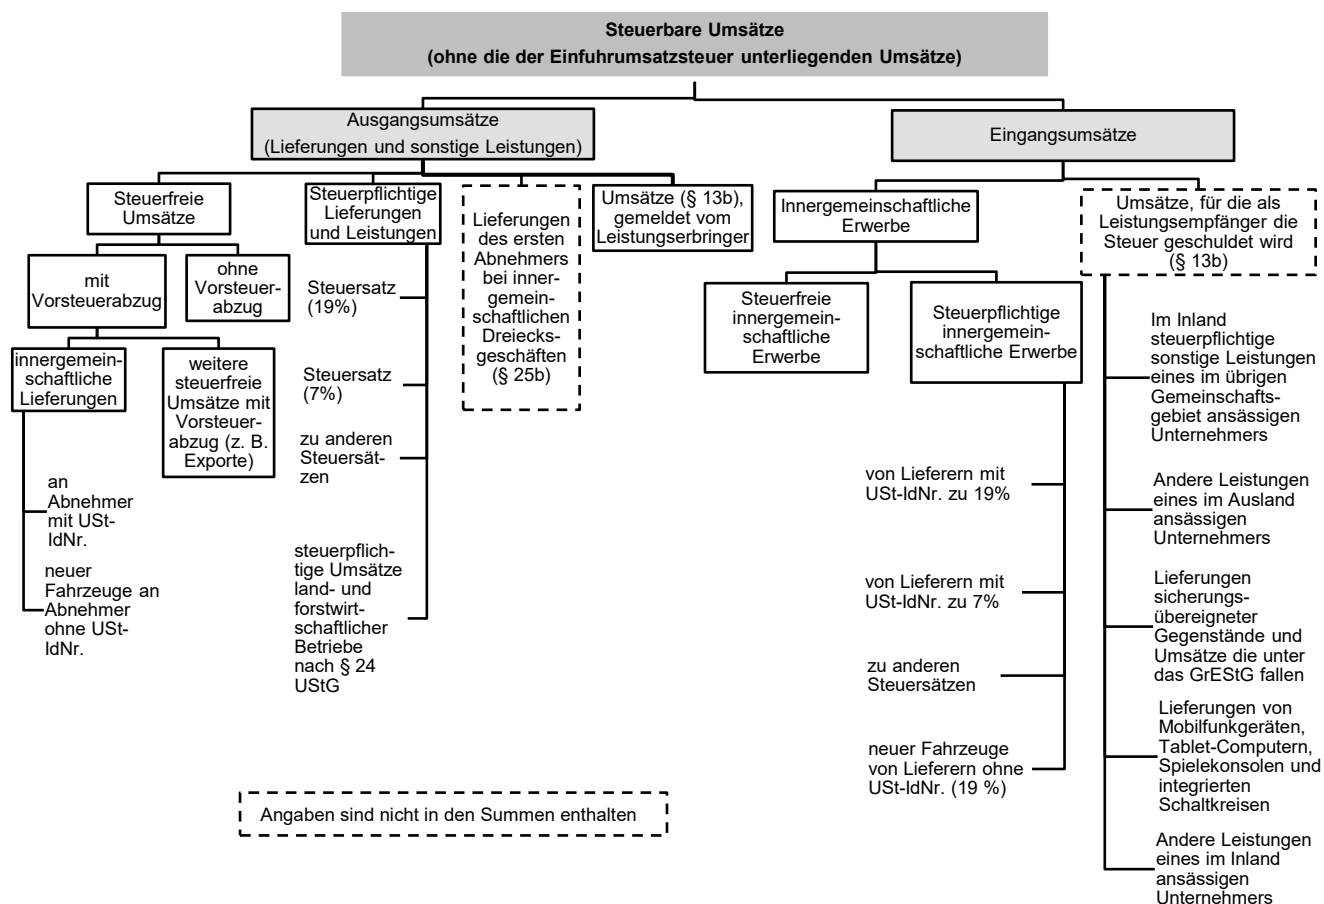 Steuerbare Umsätze
(ohne die der Einfuhrumsatzsteuer unterliegenden Umsätze)
Ausgangsumsätze
(Lieferungen und sonstige Leistungen)
Eingangsumsätze
Steuerfreie
Umsätze
Steuerpflichtige
Lieferungen
und Leistungen
Lieferungen
des ersten
Abnehmers
bei inner-
gemein-
schaftlichen
Dreiecks-
geschäften
(§ 25b)
Umsätze (§ 13b),
gemeldet vom
Leistungserbringer
Innergemeinschaftliche
Erwerbe
Umsätze, für die als
Leistungsempfänger die
Steuer geschuldet wird
(§ 13b)
mit
Vorsteuerabzug
ohne
Vorsteuer-
abzug
innergemein-
schaftliche
Lieferungen
weitere
steuerfreie
Umsätze mit
Vorsteuer-
abzug (z. B.
Exporte)
an
Abnehmer
mit USt-
IdNr.
neuer
Fahrzeuge an
Abnehmer
ohne USt-
IdNr.
Steuersatz
(19%)
Steuersatz
(7%)
zu anderen
Steuersät-
zen
steuerpflich-
tige Umsätze
land- und
forstwirt-
schaftlicher
Betriebe
nach § 24
UStG
Steuerfreie
innergemein-
schaftliche
Erwerbe
Steuerpflichtige
innergemein-
schaftliche Erwerbe
von Lieferern mit
USt-IdNr. zu 19%
von Lieferern mit
USt-IdNr. zu 7%
zu anderen
Steuersätzen
neuer Fahrzeuge
von Lieferern ohne
USt-IdNr. (19 %)
Im Inland
steuerpflichtige
sonstige Leistungen
eines im übrigen
Gemeinschafts-
gebiet ansässigen
Unternehmers
Andere Leistungen
eines im Ausland
ansässigen
Unternehmers
Lieferungen
sicherungs-
übereigneter
Gegenstände und
Umsätze die unter
das GrEStG fallen
Lieferungen von
Mobilfunkgeräten,
Tablet-Computern,
Spielekonsolen und
integrierten
Schaltkreisen
Andere Leistungen
eines im Inland
ansässigen
Unternehmers
Angaben sind nicht in den Summen enthalten